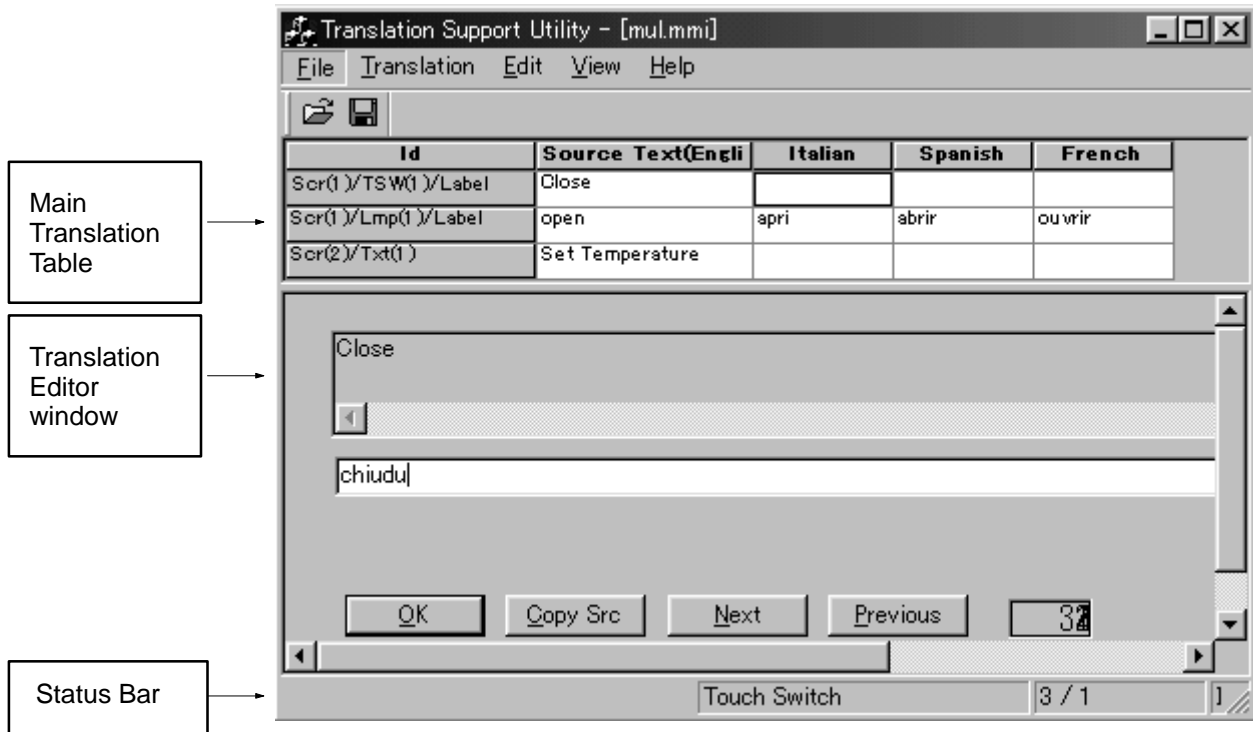 Translation Support Utility - [mul.mmi]
File Translation Edit View Help
Id Source Text(Engli Italian Spanish French
Scr(1)/TSW(1)/Label Close
Scr(1)/Lmp(1)/Label open apri abrir ouvrir
Scr(2)/Txt(1) Set Temperature
Main
Translation
Table
Close
Translation
Editor
window
chiudu
OK Copy Src Next Previous
Status Bar
Touch Switch 3 / 1